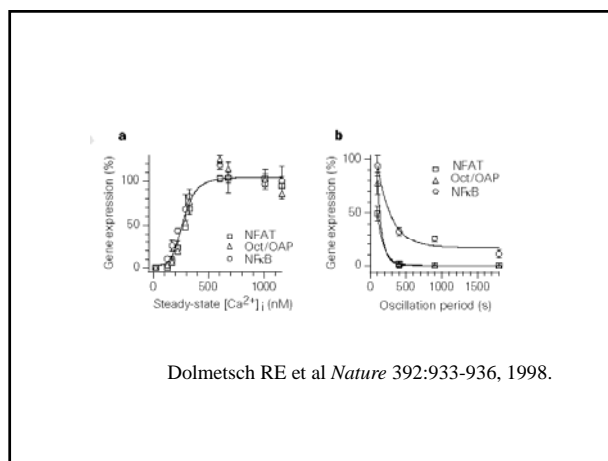 a
Gene expression (%)
100
50
0
NFAT
Oct/OAP
NFκB
0 500 1000
Steady-state [Ca2+]i (nM)
b
Gene expression (%)
100
50
0
NFAT
Oct/OAP
NFκB
0 500 1000 1500
Oscillation period (s)
Dolmetsch RE et al Nature 392:933-936, 1998.